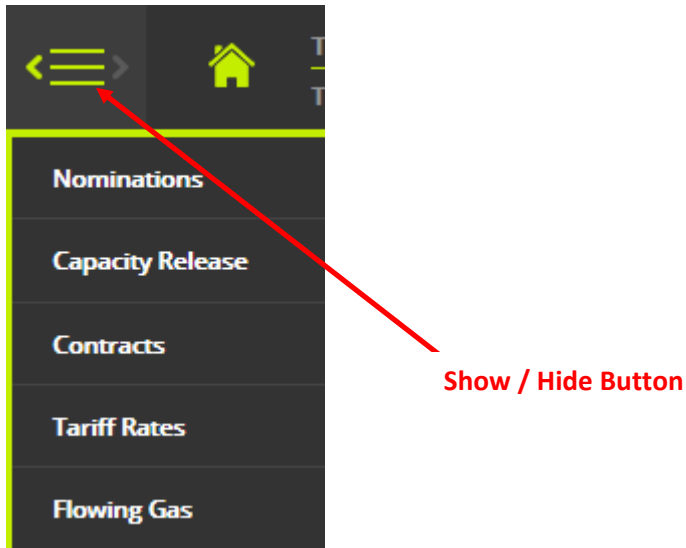 T
T
Nominations
Capacity Release
Contracts
Tariff Rates
Flowing Gas
Show / Hide Button